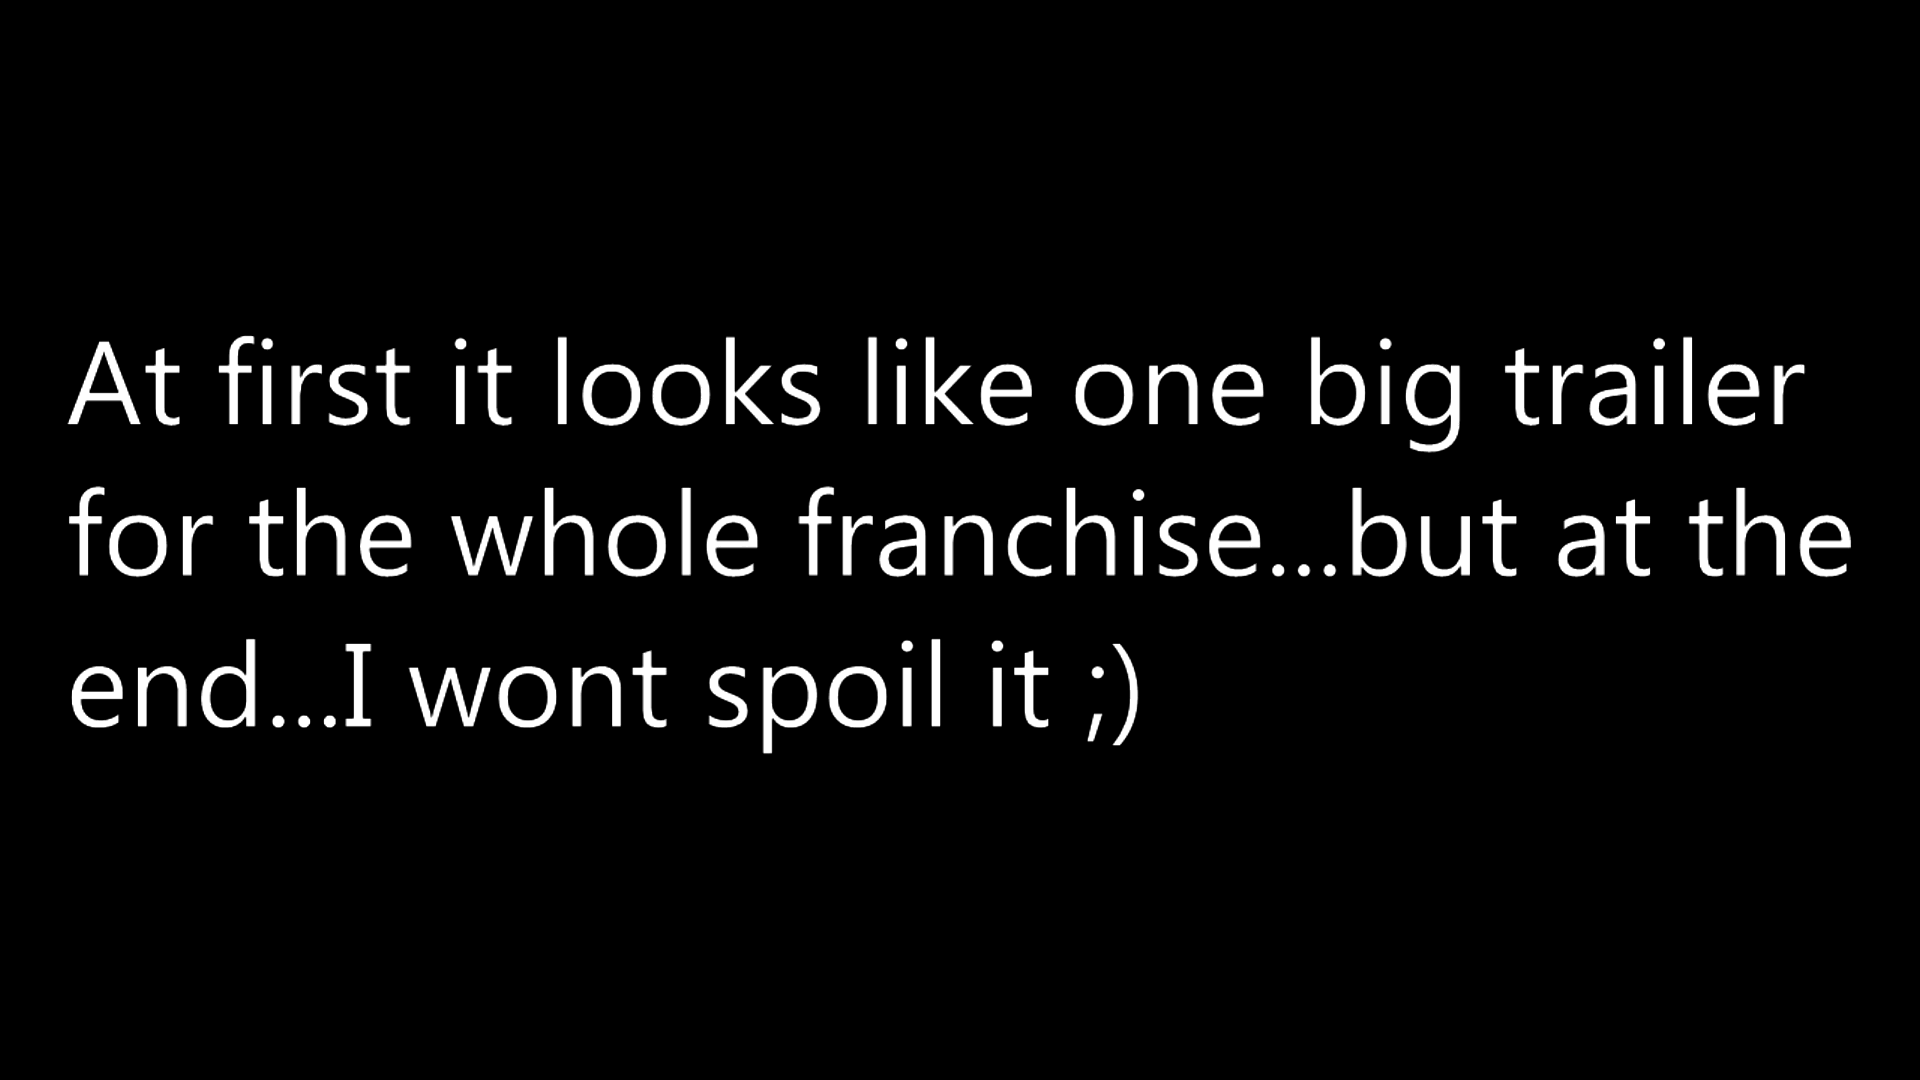 At first it looks like one big trailer
for the whole franchise...but at the
end...I wont spoil it ;)